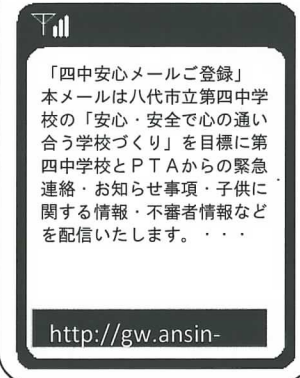 「四中安心メールご登録」
本メールは八代市立第四中学
校の「安心・安全で心の通い
合う学校づくり」を目標に第
四中学校とＰＴＡからの緊急
連絡・お知らせ事項・子供に
関する情報・不審者情報など
を配信いたします。・・・
http://gw.ansin-